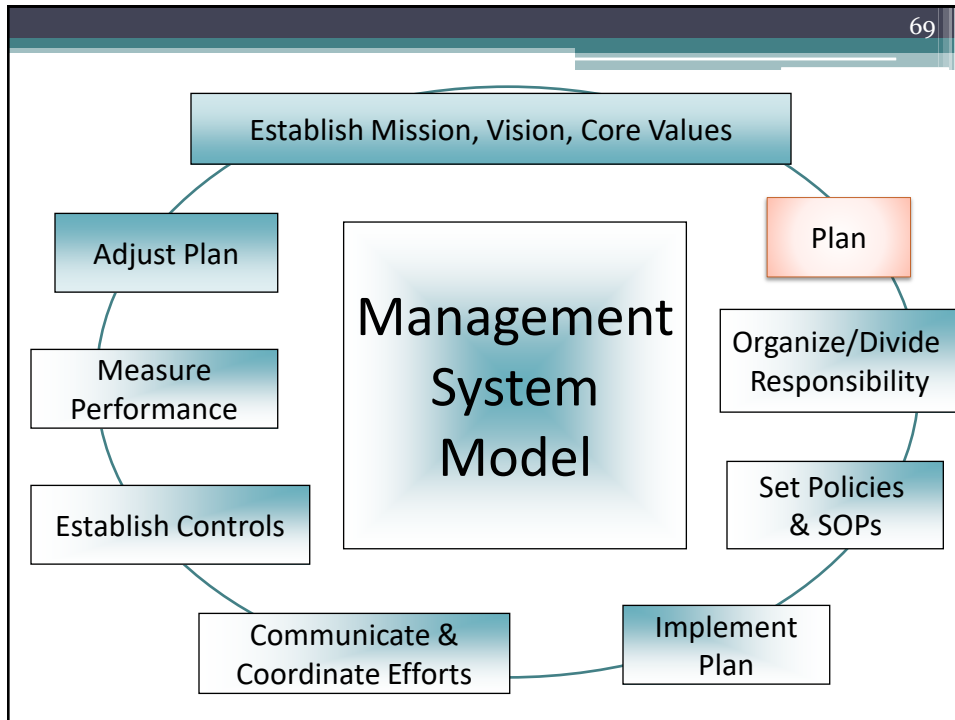 69
Establish Mission, Vision, Core Values
Plan
Organize/Divide
Responsibility
Set Policies
& SOPs
Implement
Plan
Communicate &
Coordinate Efforts
Establish Controls
Measure
Performance
Adjust Plan
Management
System
Model